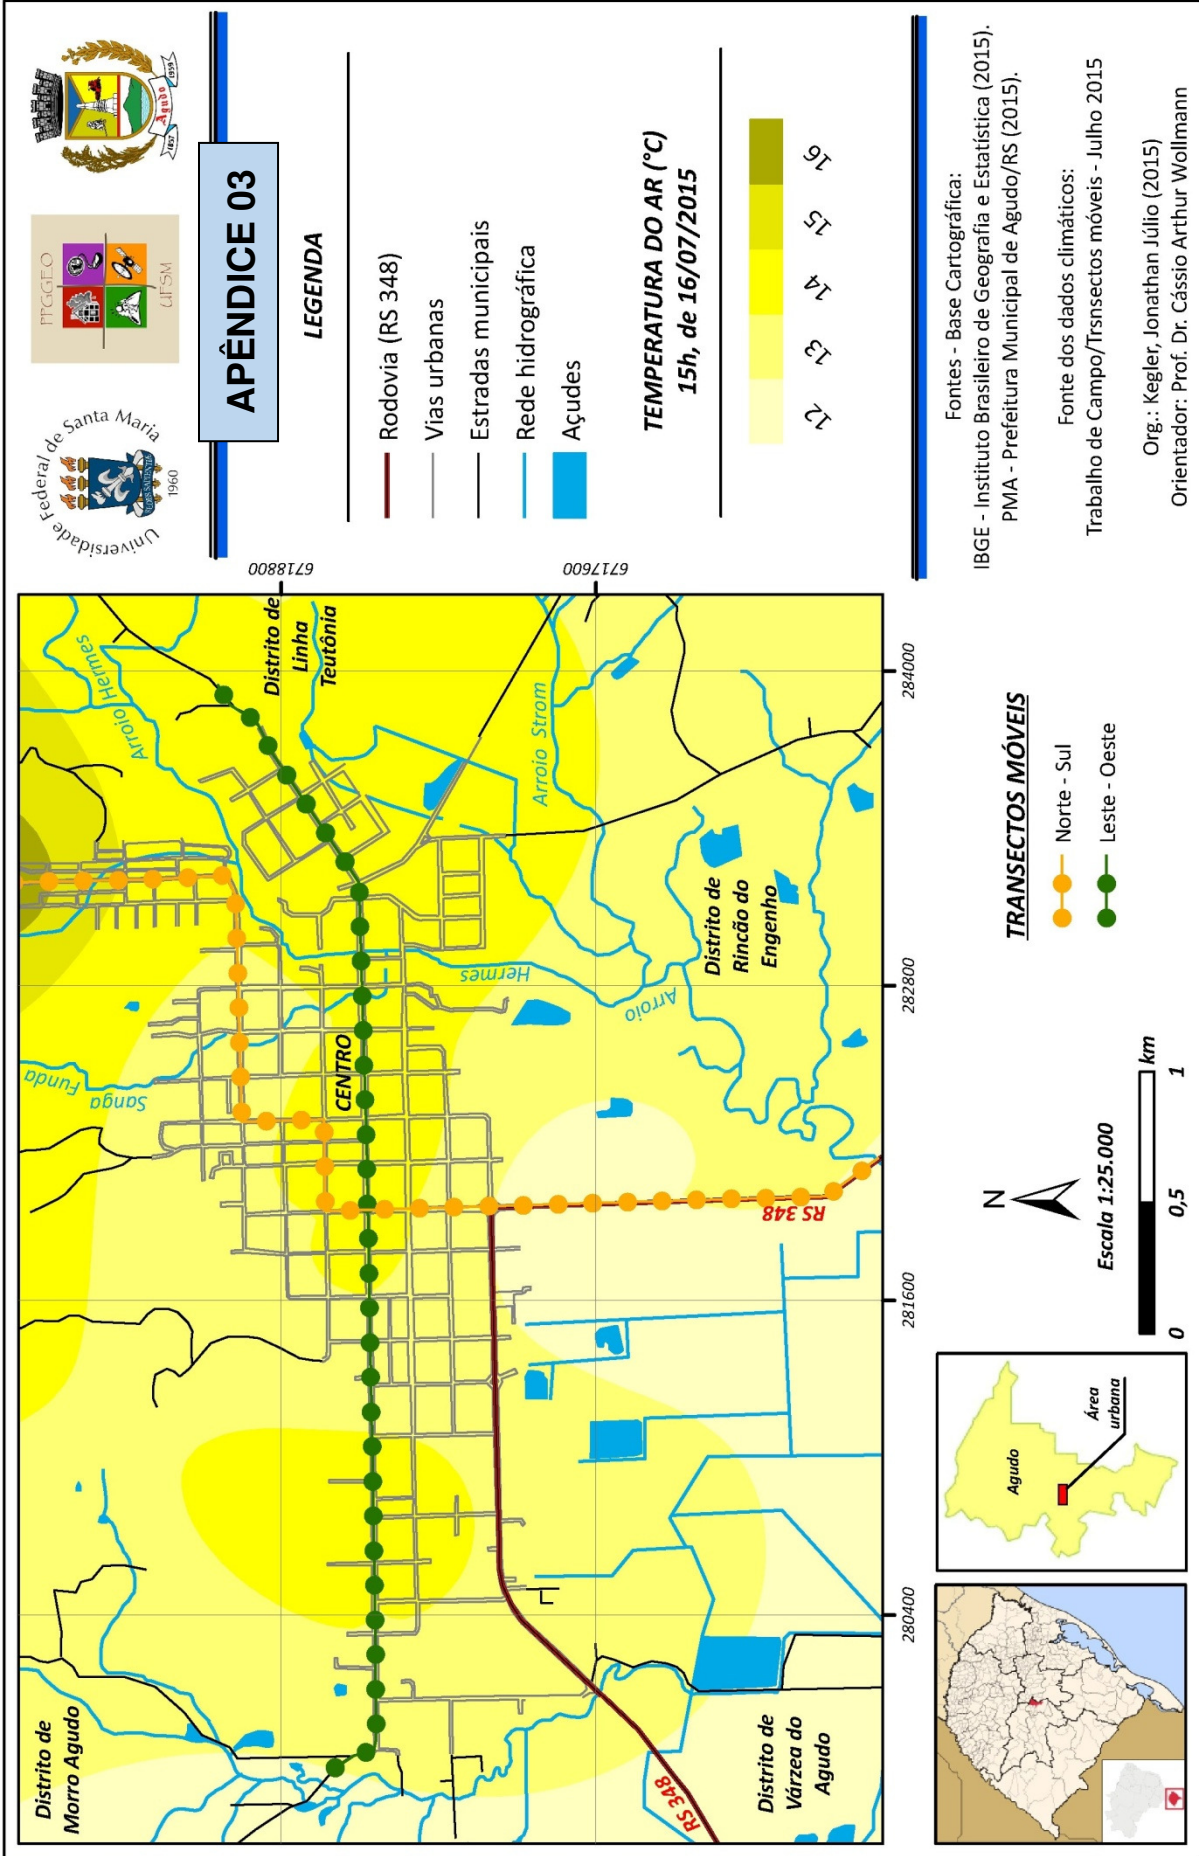 Distrito de
Morro Agudo
Sanga Funda
Arroio Hermes
CENTRO
Distrito de
Linha
Teutônia
Hermes
Arroio Strom
Arroio
Distrito de
Rincão do
Engenho
RS 348
RS 348
Distrito de
Várzea do
Agudo
6718800
6717600
280400
281600
282800
284000
Universidade Federal de Santa Maria
1960
PPGGEO
UFSM
1857 Agudo 1959
APÊNDICE 03
LEGENDA
Rodovia (RS 348)
Vias urbanas
Estradas municipais
Rede hidrográfica
Açudes
TEMPERATURA DO AR (°C)
15h, de 16/07/2015
12 13 14 15 16
Fontes - Base Cartográfica:
IBGE - Instituto Brasileiro de Geografia e Estatística (2015).
PMA - Prefeitura Municipal de Agudo/RS (2015).
Fonte dos dados climáticos:
Trabalho de Campo/Trsnsectos móveis - Julho 2015
Org.: Kegler, Jonathan Júlio (2015)
Orientador: Prof. Dr. Cássio Arthur Wollmann
Agudo
Área
urbana
N
Escala 1:25.000
0 0,5 1 km
TRANSECTOS MÓVEIS
Norte - Sul
Leste - Oeste